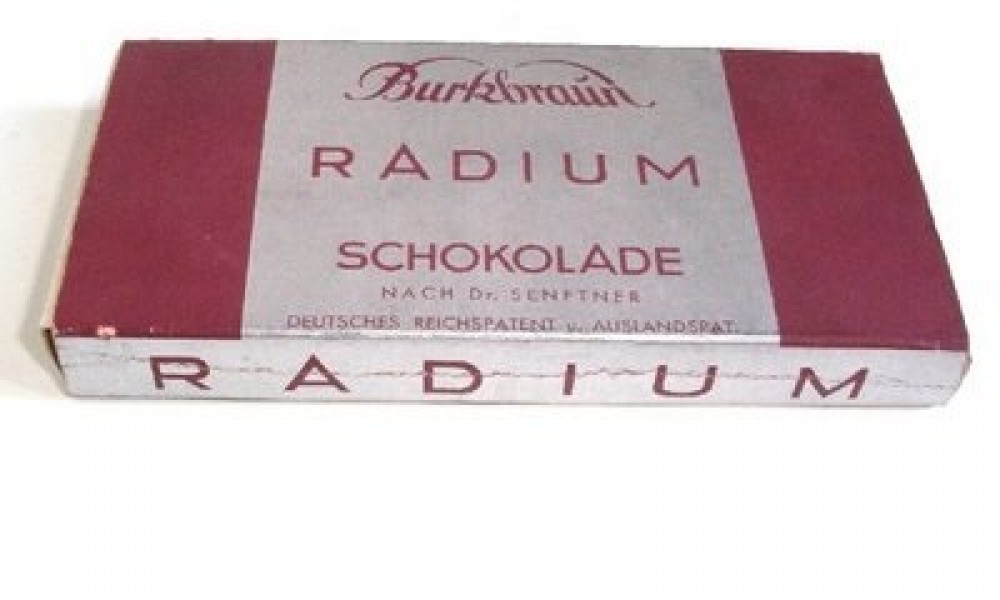 Burkbraun
RADIUM
SCHOKOLADE
NACH Dr. SENFTNER
DEUTSCHES REICHSPATENT u. AUSLANDSPAT.
RADIUM